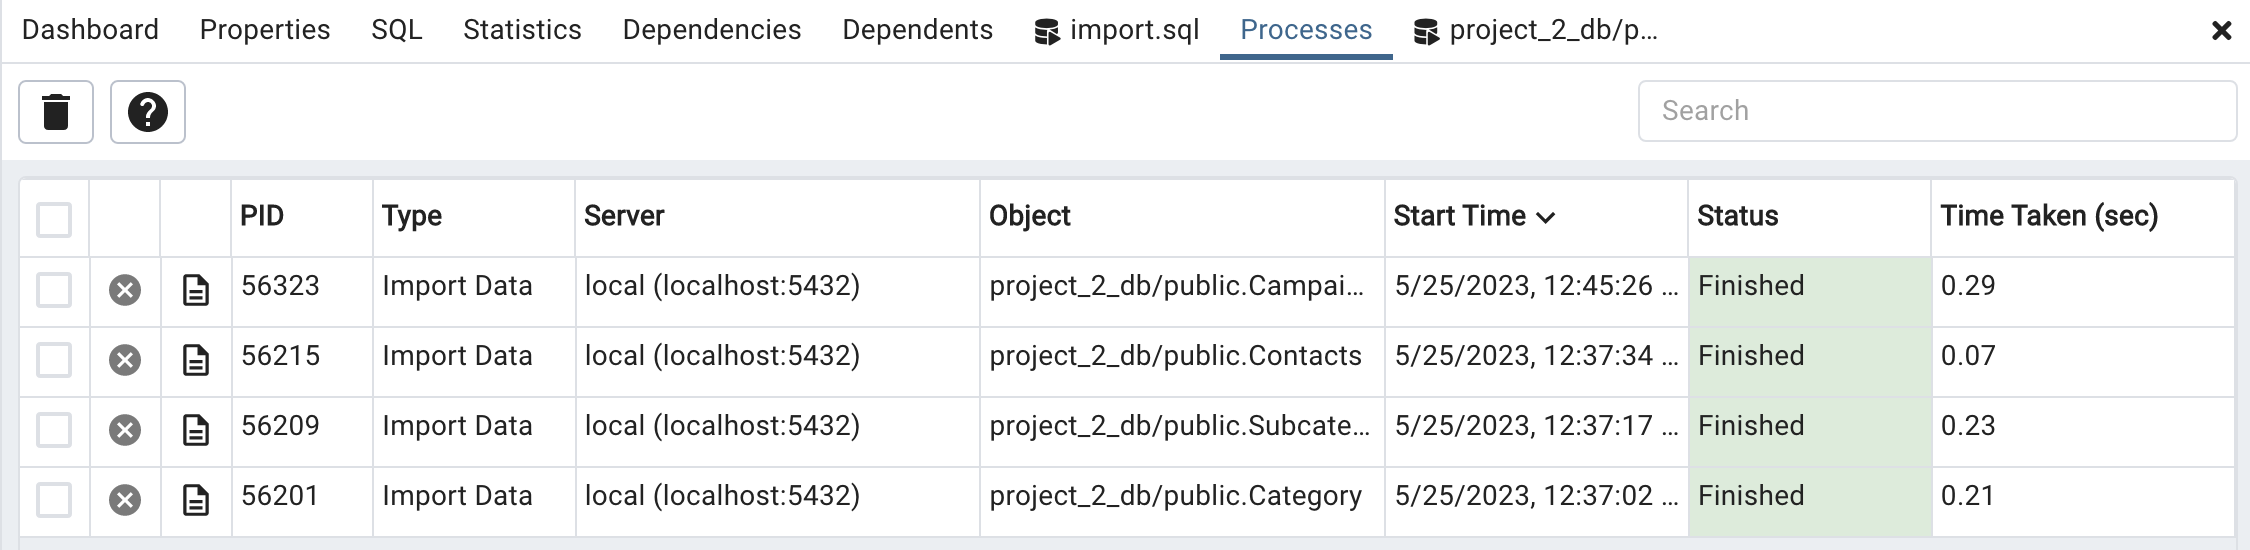 Dashboard Properties SQL Statistics Dependencies Dependents import.sql Processes project_2_db/p...
Search
PID Type Server Object Start Time Status Time Taken (sec)
56323 Import Data local (localhost:5432) project_2_db/public.Campai... 5/25/2023, 12:45:26 ... Finished 0.29
56215 Import Data local (localhost:5432) project_2_db/public.Contacts 5/25/2023, 12:37:34 ... Finished 0.07
56209 Import Data local (localhost:5432) project_2_db/public.Subcate... 5/25/2023, 12:37:17 ... Finished 0.23
56201 Import Data local (localhost:5432) project_2_db/public.Category 5/25/2023, 12:37:02 ... Finished 0.21